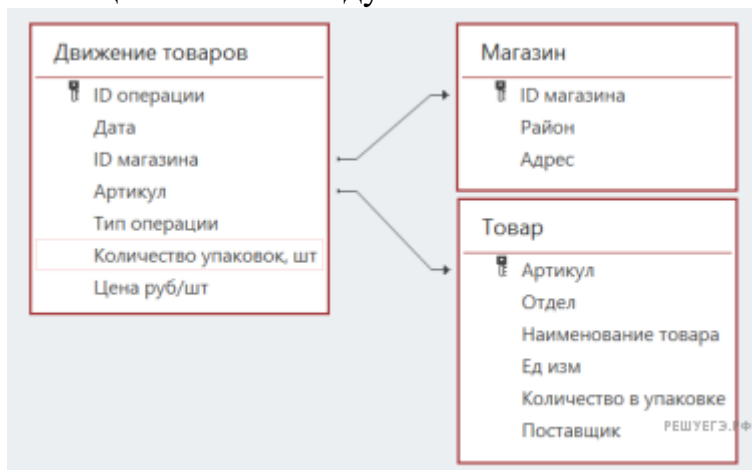 Движение товаров
ID операции
Дата
ID магазина
Артикул
Тип операции
Количество упаковок, шт
Цена руб/шт
Магазин
ID магазина
Район
Адрес
Товар
Артикул
Отдел
Наименование товара
Ед изм
Количество в упаковке
Поставщик
РЕШУЕГЭ.РФ